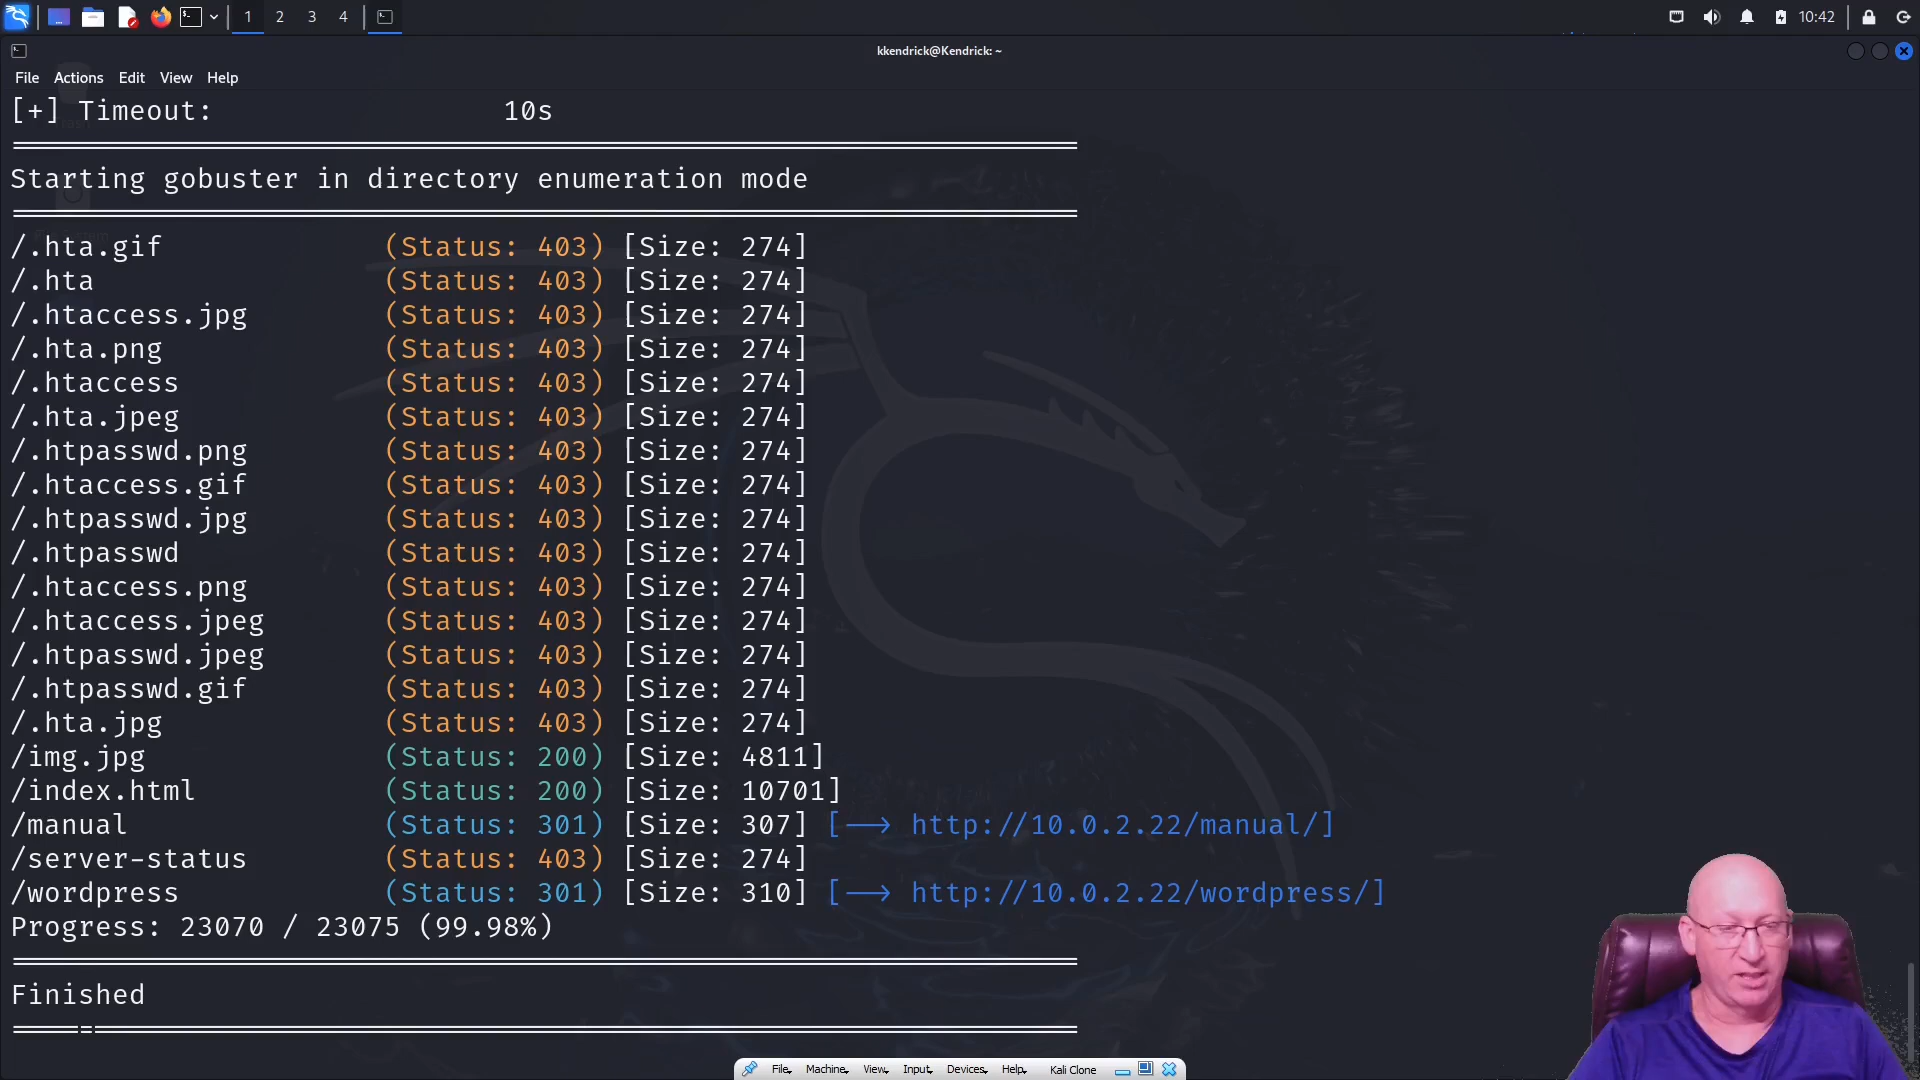 1 2 3 4 10:42
kkendrick@Kendrick: ~
File Actions Edit View Help
[+] Timeout: 10s
Starting gobuster in directory enumeration mode
/.hta.gif (Status: 403) [Size: 274]
/.hta (Status: 403) [Size: 274]
/.htaccess.jpg (Status: 403) [Size: 274]
/.hta.png (Status: 403) [Size: 274]
/.htaccess (Status: 403) [Size: 274]
/.hta.jpeg (Status: 403) [Size: 274]
/.htpasswd.png (Status: 403) [Size: 274]
/.htaccess.gif (Status: 403) [Size: 274]
/.htpasswd.jpg (Status: 403) [Size: 274]
/.htpasswd (Status: 403) [Size: 274]
/.htaccess.png (Status: 403) [Size: 274]
/.htaccess.jpeg (Status: 403) [Size: 274]
/.htpasswd.jpeg (Status: 403) [Size: 274]
/.htpasswd.gif (Status: 403) [Size: 274]
/.hta.jpg (Status: 403) [Size: 274]
/img.jpg (Status: 200) [Size: 4811]
/index.html (Status: 200) [Size: 10701]
/manual (Status: 301) [Size: 307] [--> http://10.0.2.22/manual/]
/server-status (Status: 403) [Size: 274]
/wordpress (Status: 301) [Size: 310] [--> http://10.0.2.22/wordpress/]
Progress: 23070 / 23075 (99.98%)
Finished
File Machine View Input Devices Help Kali Clone